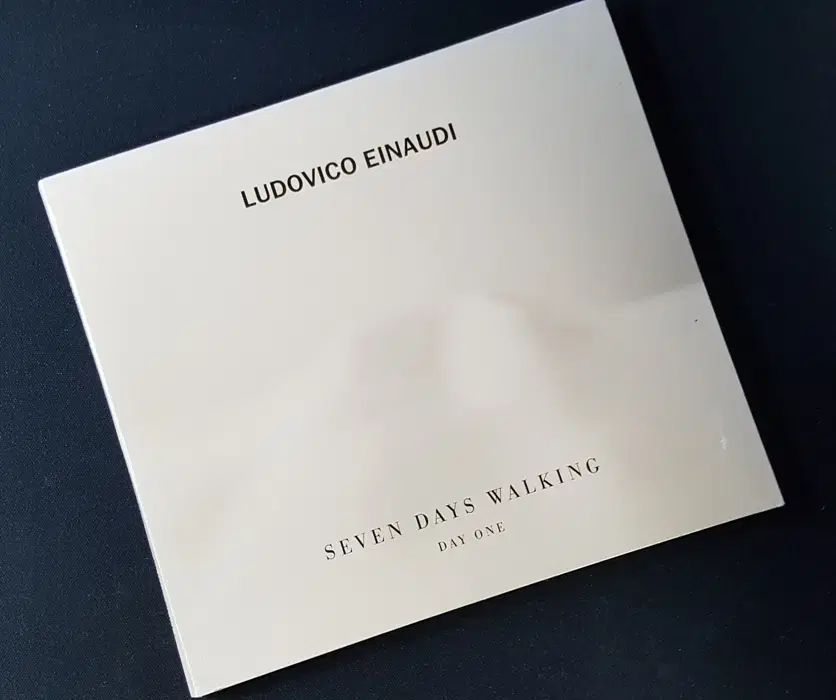 LUDOVICO EINAUDI
SEVEN DAYS WALKING
DAY ONE